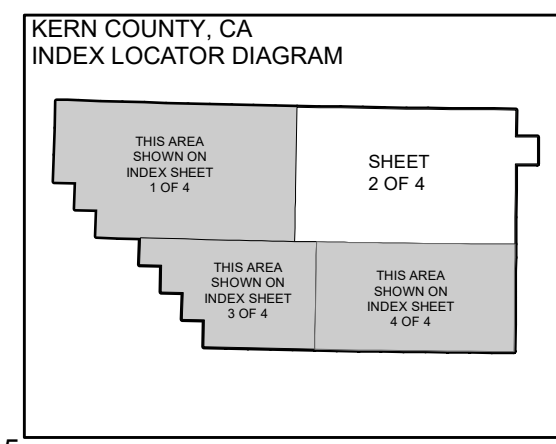 KERN COUNTY, CA
INDEX LOCATOR DIAGRAM
THIS AREA
SHOWN ON
INDEX SHEET
1 OF 4
SHEET
2 OF 4
THIS AREA
SHOWN ON
INDEX SHEET
3 OF 4
THIS AREA
SHOWN ON
INDEX SHEET
4 OF 4